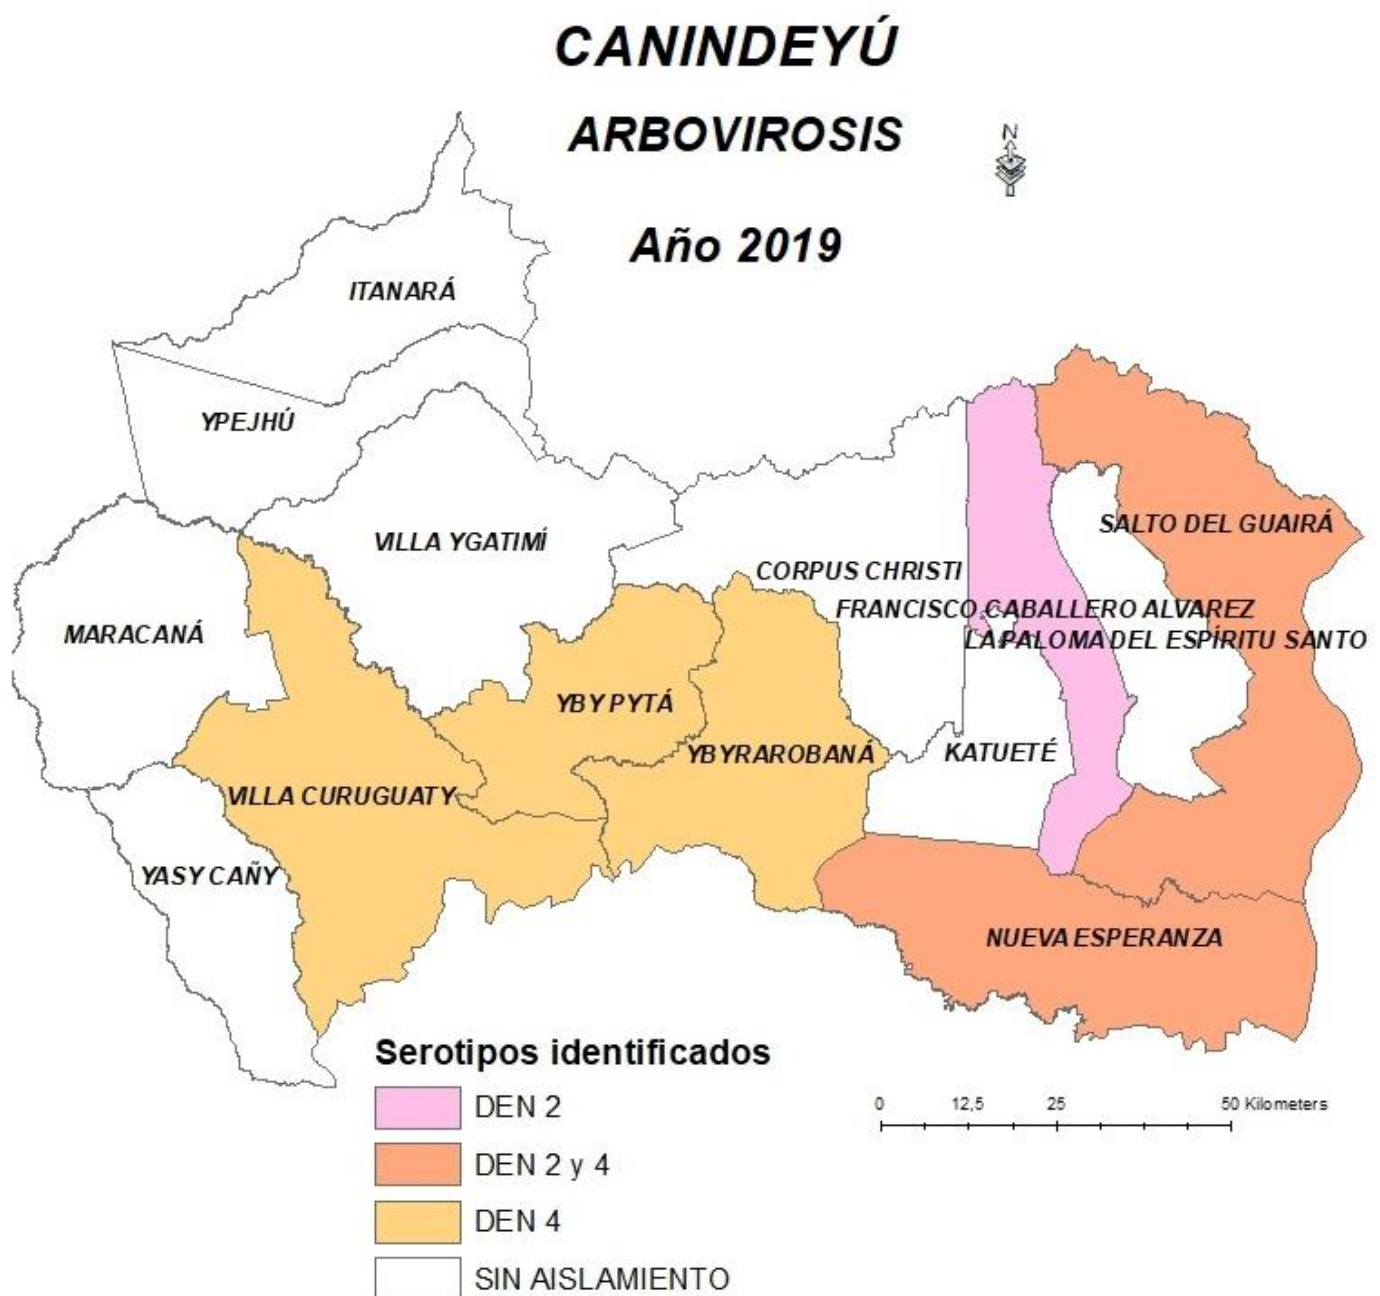 CANINDEYÚ
ARBOVIROSIS
N
Año 2019
ITANARÁ
YPEJHÚ
SALTO DEL GUAIRÁ
VILLA YGATIMÍ
CORPUS CHRISTI
FRANCISCO CABALLERO ALVAREZ
MARACANÁ
LA PALOMA DEL ESPÍRITU SANTO
YBY PYTÁ
YBYRAROBANÁ
KATUETÉ
VILLA CURUGUATY
YASY CAÑY
NUEVA ESPERANZA
Serotipos identificados
DEN 2
DEN 2 y 4
DEN 4
SIN AISLAMIENTO
0 12,5 25 50 Kilometers